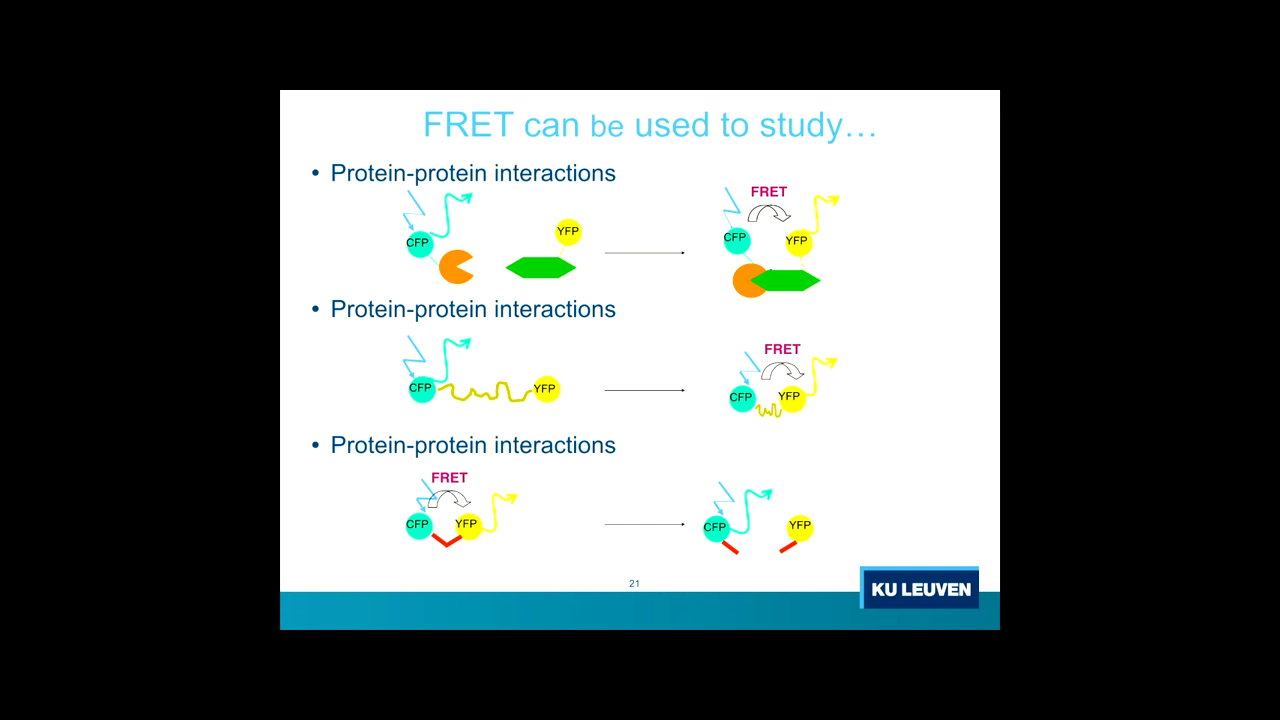 FRET can be used to study…
• Protein-protein interactions
FRET
CFP
YFP
CFP
YFP
• Protein-protein interactions
FRET
CFP
YFP
CFP
YFP
• Protein-protein interactions
FRET
CFP
YFP
CFP
YFP
21
KU LEUVEN